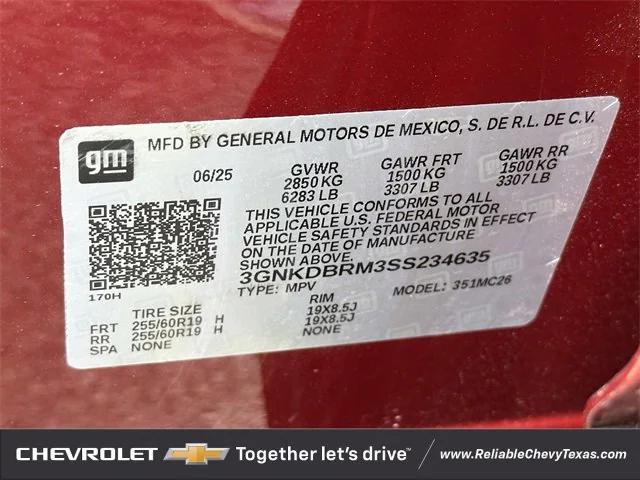 gm
MFD BY GENERAL MOTORS DE MEXICO, S. DE R.L. DE C.V.
06/25 GVWR GAWR FRT GAWR RR
2850 KG 1500 KG 1500 KG
6283 LB 3307 LB 3307 LB
THIS VEHICLE CONFORMS TO ALL
APPLICABLE U.S. FEDERAL MOTOR
VEHICLE SAFETY STANDARDS IN EFFECT
ON THE DATE OF MANUFACTURE
SHOWN ABOVE.
3GNKDBRM3SS234635
170H TYPE: MPV MODEL: 351MC26
TIRE SIZE RIM
FRT 255/60R19 H 19X8.5J
RR 255/60R19 H 19X8.5J
SPA NONE NONE
CHEVROLET Together let's drive™ www.ReliableChevyTexas.com